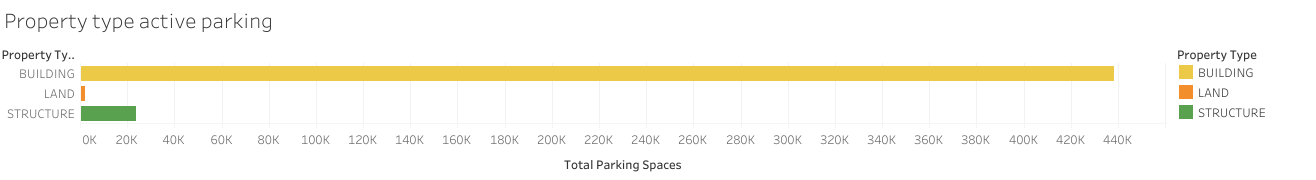 Property type active parking
Property Ty..
BUILDING
LAND
STRUCTURE
0K 20K 40K 60K 80K 100K 120K 140K 160K 180K 200K 220K 240K 260K 280K 300K 320K 340K 360K 380K 400K 420K 440K
Total Parking Spaces
Property Type
BUILDING
LAND
STRUCTURE